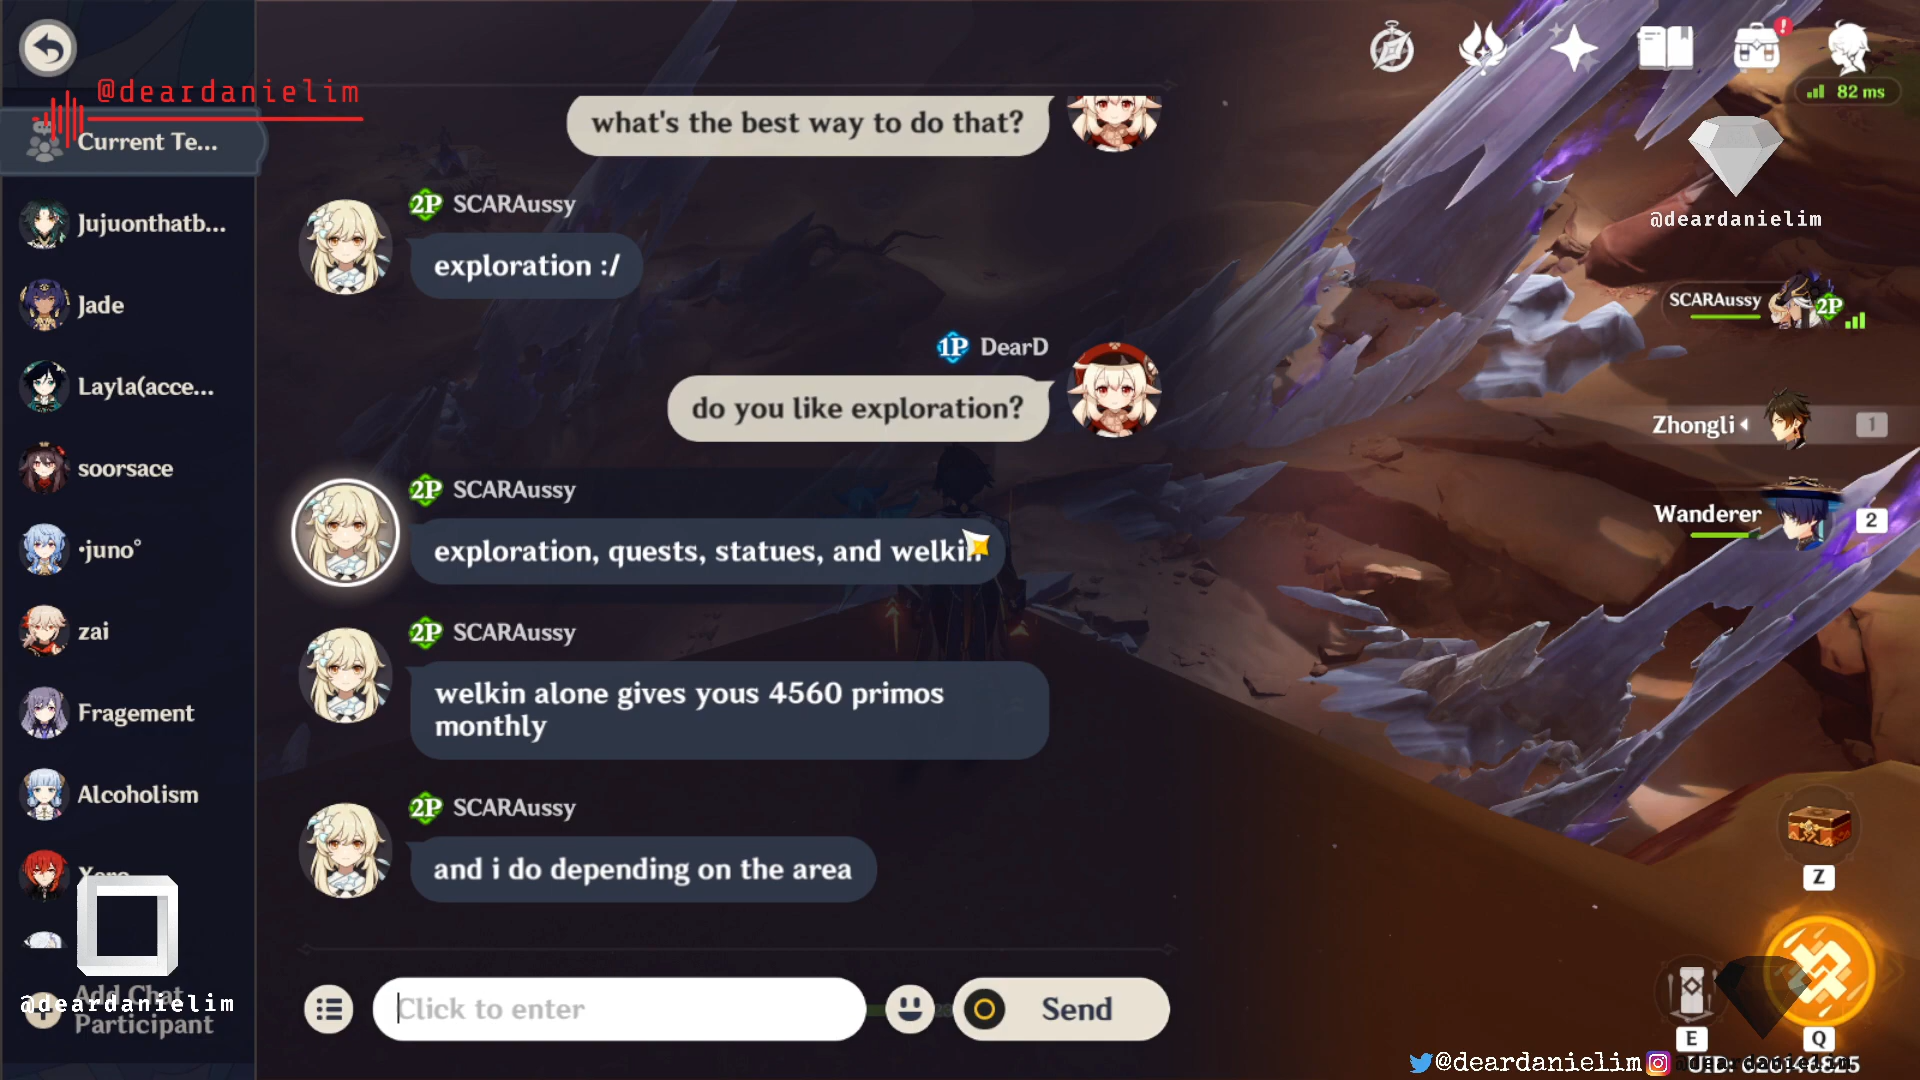 @deardanielim
Current Te...
Jujuonthatb...
Jade
Layla(acce...
soorsace
•juno°
zai
Fragement
Alcoholism
@deardanielim
Add Chat
Participant
what's the best way to do that?
2P SCARAussy
exploration :/
1P DearD
do you like exploration?
2P SCARAussy
exploration, quests, statues, and welkin
2P SCARAussy
welkin alone gives yous 4560 primos
monthly
2P SCARAussy
and i do depending on the area
Click to enter
Send
82 ms
@deardanielim
SCARAussy 2P
Zhongli 1
Wanderer 2
Z
E
Q
@deardanielim